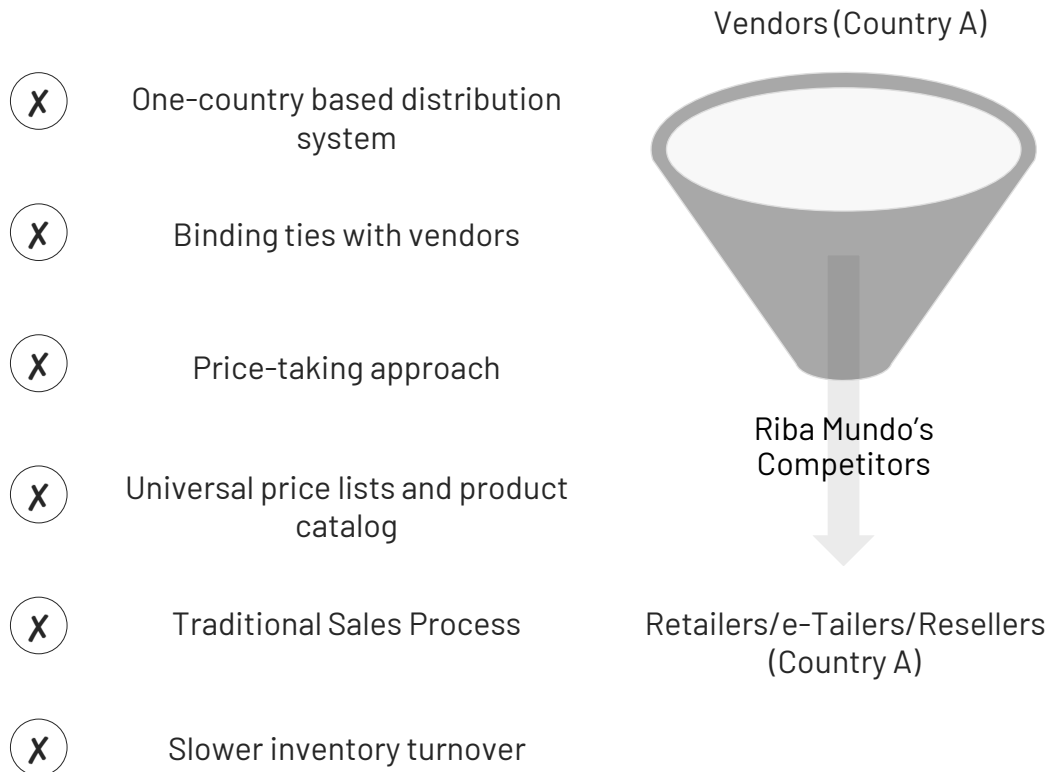 Vendors (Country A)
✗
One-country based distribution
system
✗
Binding ties with vendors
✗
Price-taking approach
Riba Mundo’s
Competitors
✗
Universal price lists and product
catalog
✗
Traditional Sales Process
Retailers/e-Tailers/Resellers
(Country A)
✗
Slower inventory turnover